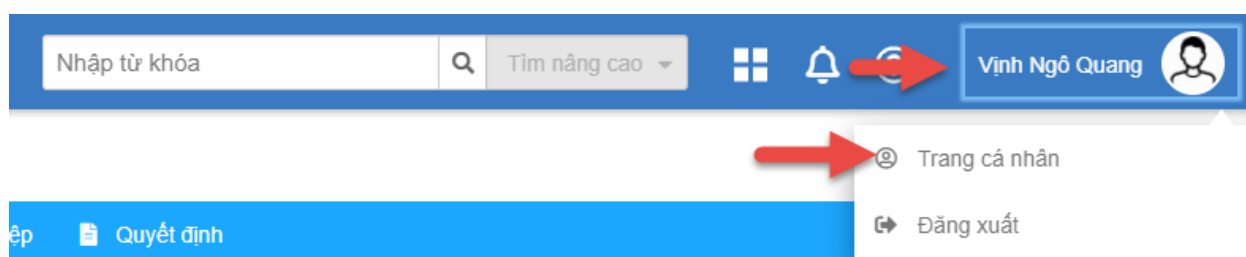 Nhập từ khóa Tìm nâng cao Vịnh Ngô Quang
Trang cá nhân
ệp Quyết định Đăng xuất